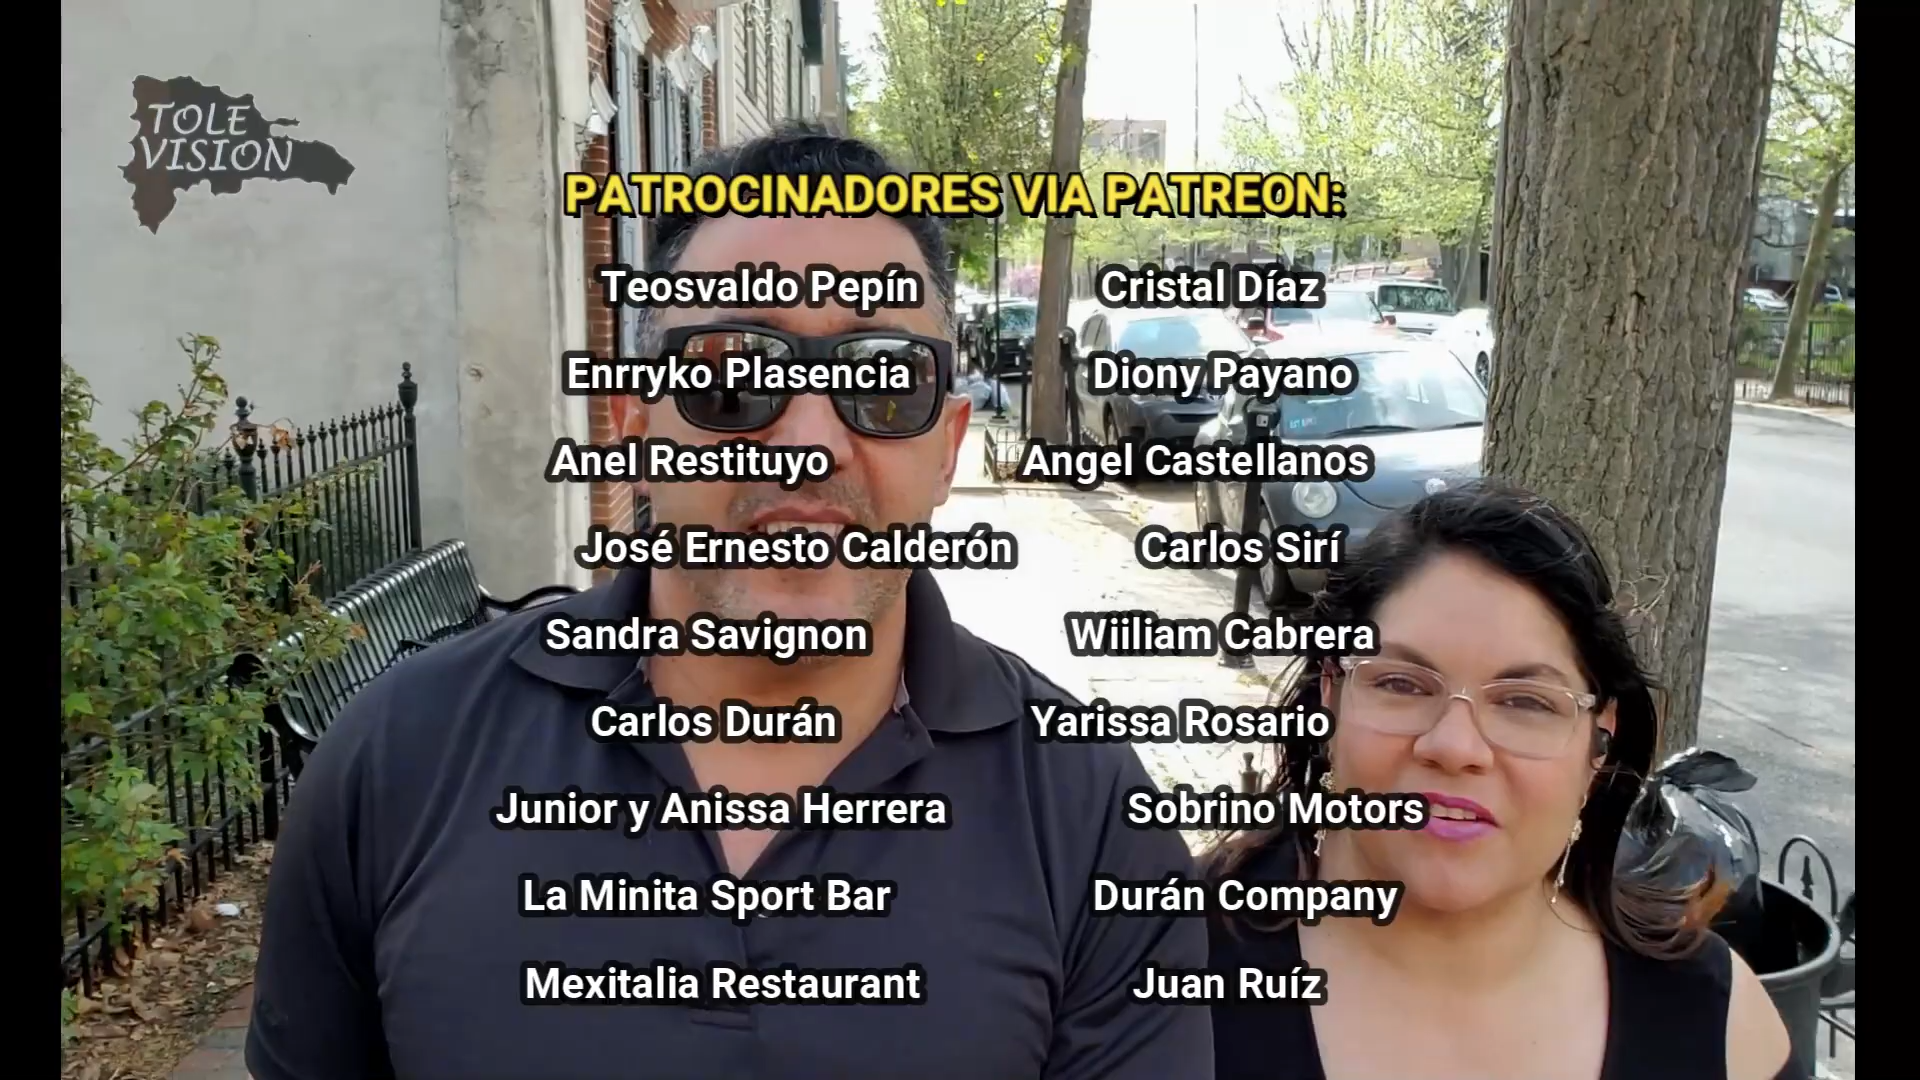 TOLE
VISION
PATROCINADORES VIA PATREON:
Teosvaldo Pepín Cristal Díaz
Enrryko Plasencia Diony Payano
Anel Restituyo Angel Castellanos
José Ernesto Calderón Carlos Sirí
Sandra Savignon Wiiliam Cabrera
Carlos Durán Yarissa Rosario
Junior y Anissa Herrera Sobrino Motors
La Minita Sport Bar Durán Company
Mexitalia Restaurant Juan Ruíz